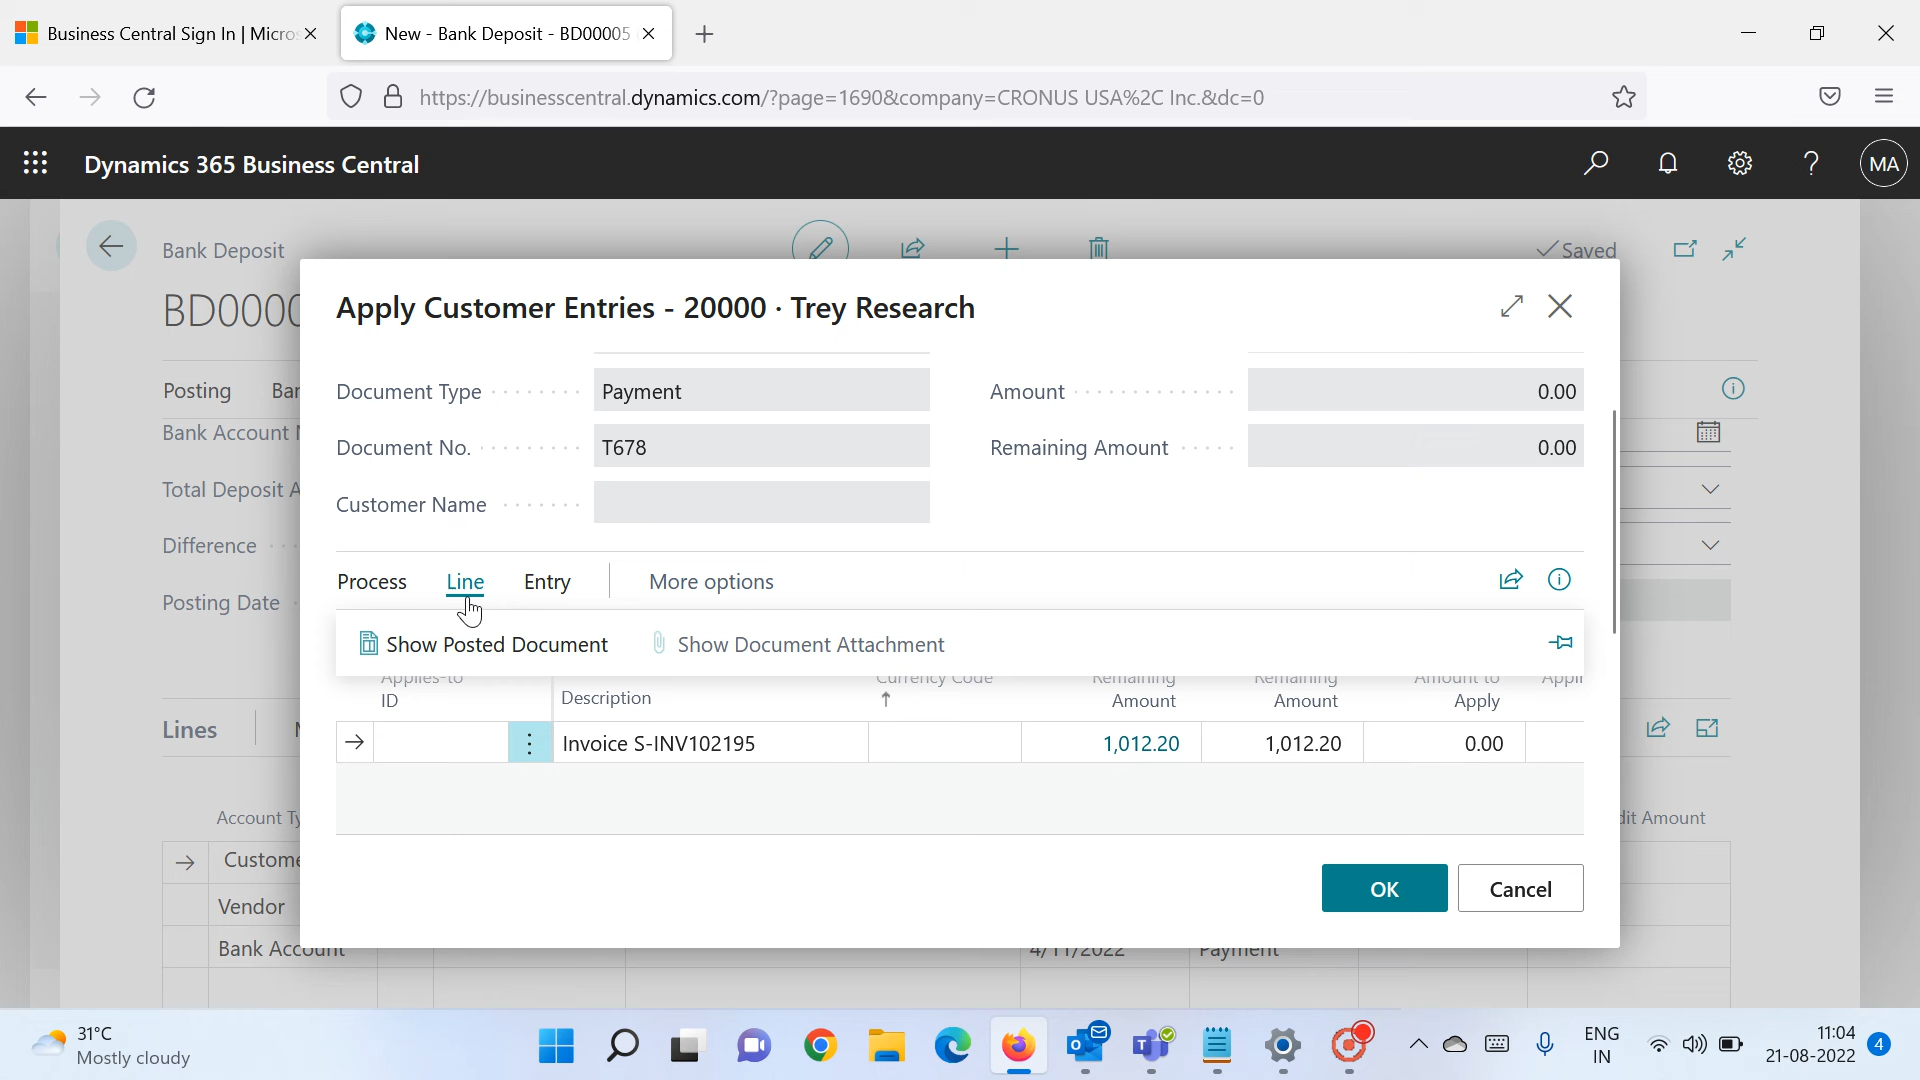 Business Central Sign In | Micros
New - Bank Deposit - BD00005
https://businesscentral.dynamics.com/?page=1690&company=CRONUS USA%2C Inc.&dc=0
Dynamics 365 Business Central
MA
Bank Deposit
Saved
BD0000
Apply Customer Entries - 20000 · Trey Research
Posting
Document Type
Payment
Amount
0.00
Bank Account
Document No.
T678
Remaining Amount
0.00
Total Deposit A
Customer Name
Difference
Process
Line
Entry
More options
Posting Date
Show Posted Document
Show Document Attachment
Applies-to
ID
Description
Currency Code
Remaining
Amount
Remaining
Amount
Amount to
Apply
Lines
Invoice S-INV102195
1,012.20
1,012.20
0.00
Account Ty
dit Amount
Custome
Vendor
OK
Cancel
Bank Account
4/11/2022
Payment
31°C
Mostly cloudy
ENG
IN
11:04
21-08-2022
4